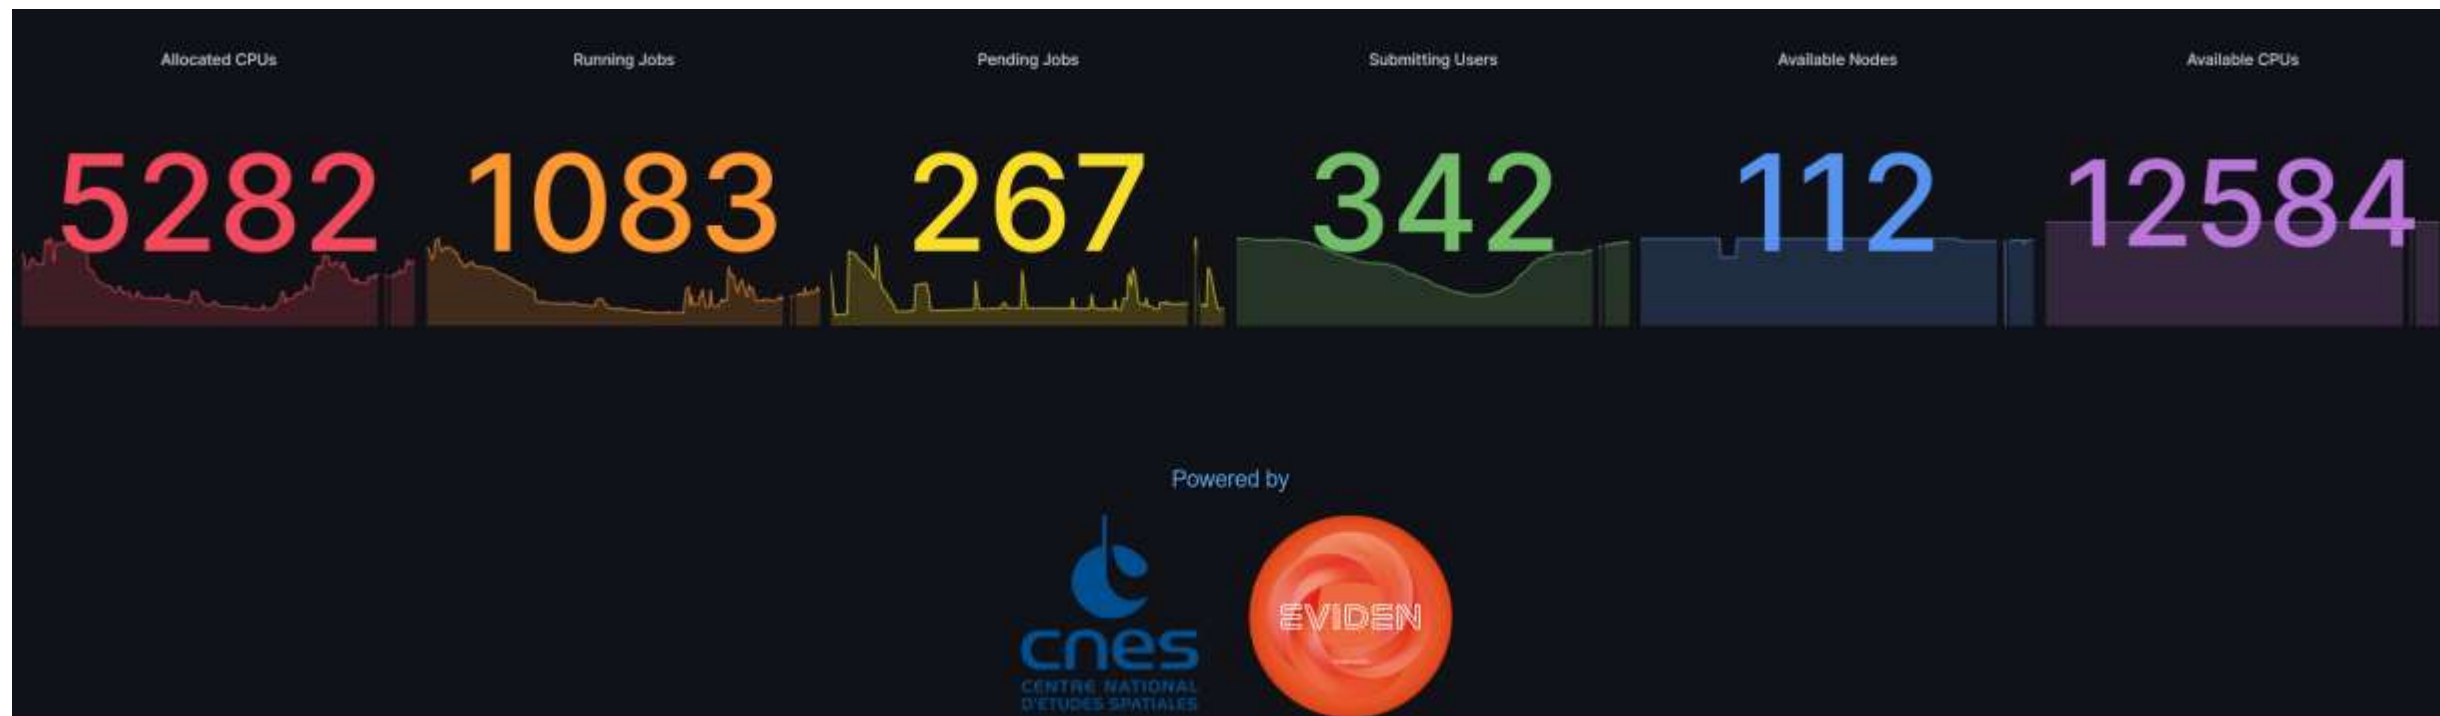 Allocated CPUs
Running Jobs
Pending Jobs
Submitting Users
Available Nodes
Available CPUs
5282
1083
267
342
112
12584
Powered by
cnes
CENTRE NATIONAL
D'ETUDES SPATIALES
EVIDEN